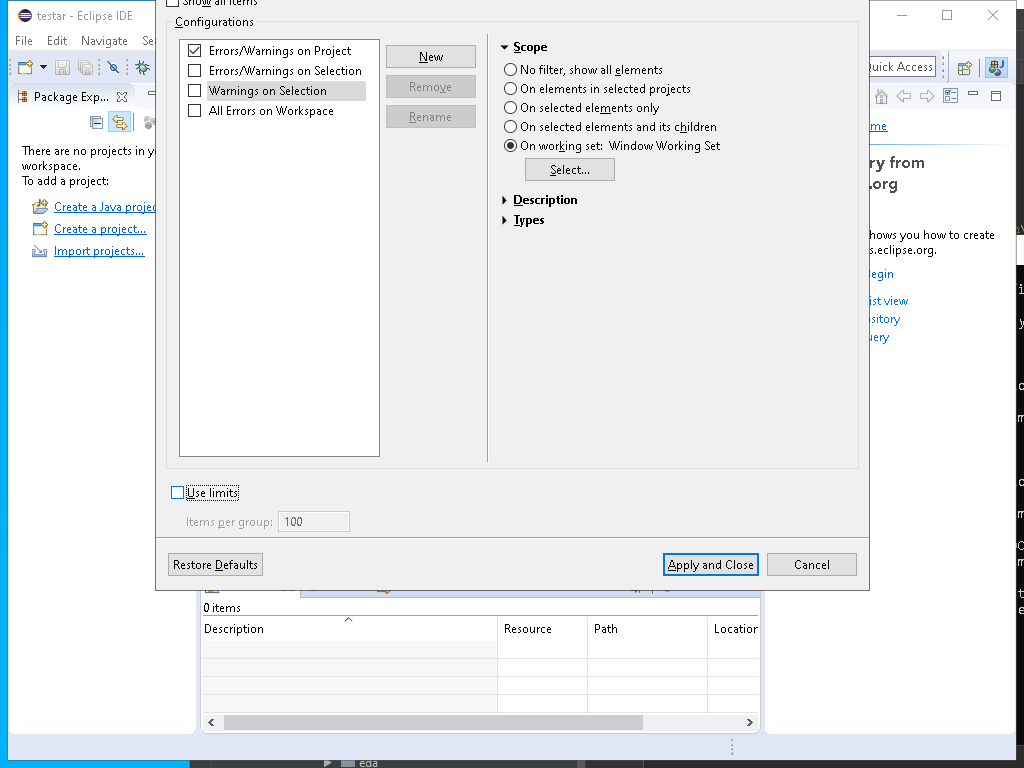 Show all items
testar - Eclipse IDE
Configurations
File Edit Navigate Se
Errors/Warnings on Project
Errors/Warnings on Selection
Warnings on Selection
All Errors on Workspace
New
Remove
Rename
Scope
No filter, show all elements
On elements in selected projects
On selected elements only
On selected elements and its children
On working set: Window Working Set
Select...
Description
Types
Quick Access
Package Exp...
There are no projects in y
workspace.
To add a project:
Create a Java projec
Create a project...
Import projects...
me
ry from
.org
hows you how to create
s.eclipse.org.
egin
ist view
sitory
uery
Use limits
Items per group: 100
Restore Defaults
Apply and Close
Cancel
0 items
Description Resource Path Location
eda